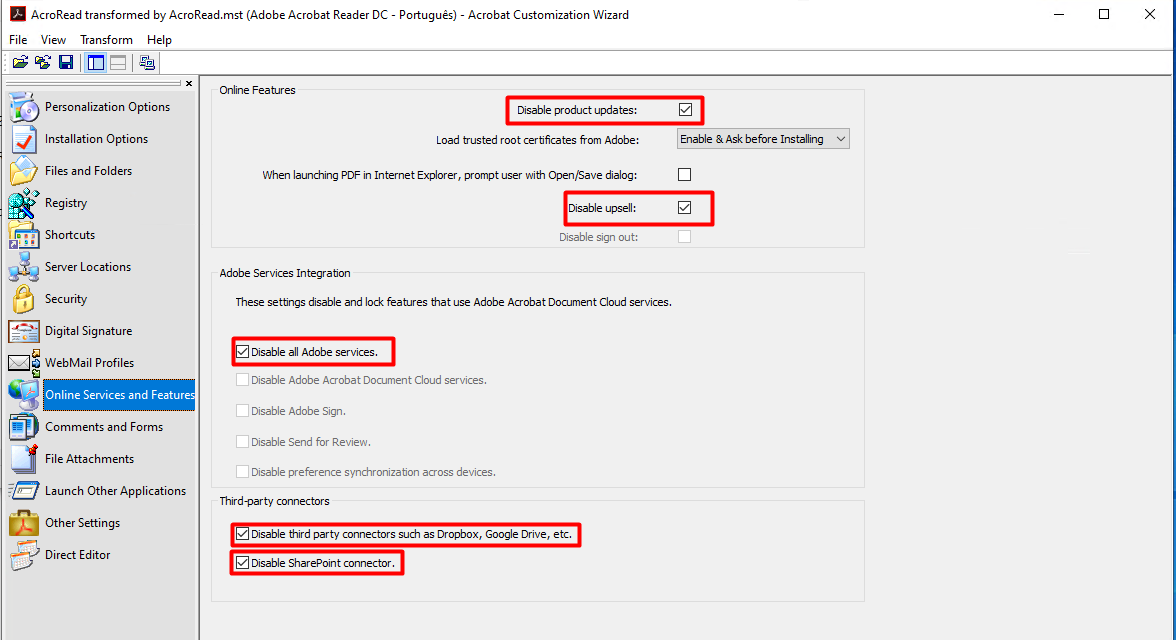 AcroRead transformed by AcroRead.mst (Adobe Acrobat Reader DC - Português) - Acrobat Customization Wizard
File View Transform Help
Personalization Options
Installation Options
Files and Folders
Registry
Shortcuts
Server Locations
Security
Digital Signature
WebMail Profiles
Online Services and Features
Comments and Forms
File Attachments
Launch Other Applications
Other Settings
Direct Editor
Online Features
Disable product updates:
Load trusted root certificates from Adobe: Enable & Ask before Installing
When launching PDF in Internet Explorer, prompt user with Open/Save dialog:
Disable upsell:
Disable sign out:
Adobe Services Integration
These settings disable and lock features that use Adobe Acrobat Document Cloud services.
Disable all Adobe services.
Disable Adobe Acrobat Document Cloud services.
Disable Adobe Sign.
Disable Send for Review.
Disable preference synchronization across devices.
Third-party connectors
Disable third party connectors such as Dropbox, Google Drive, etc.
Disable SharePoint connector.